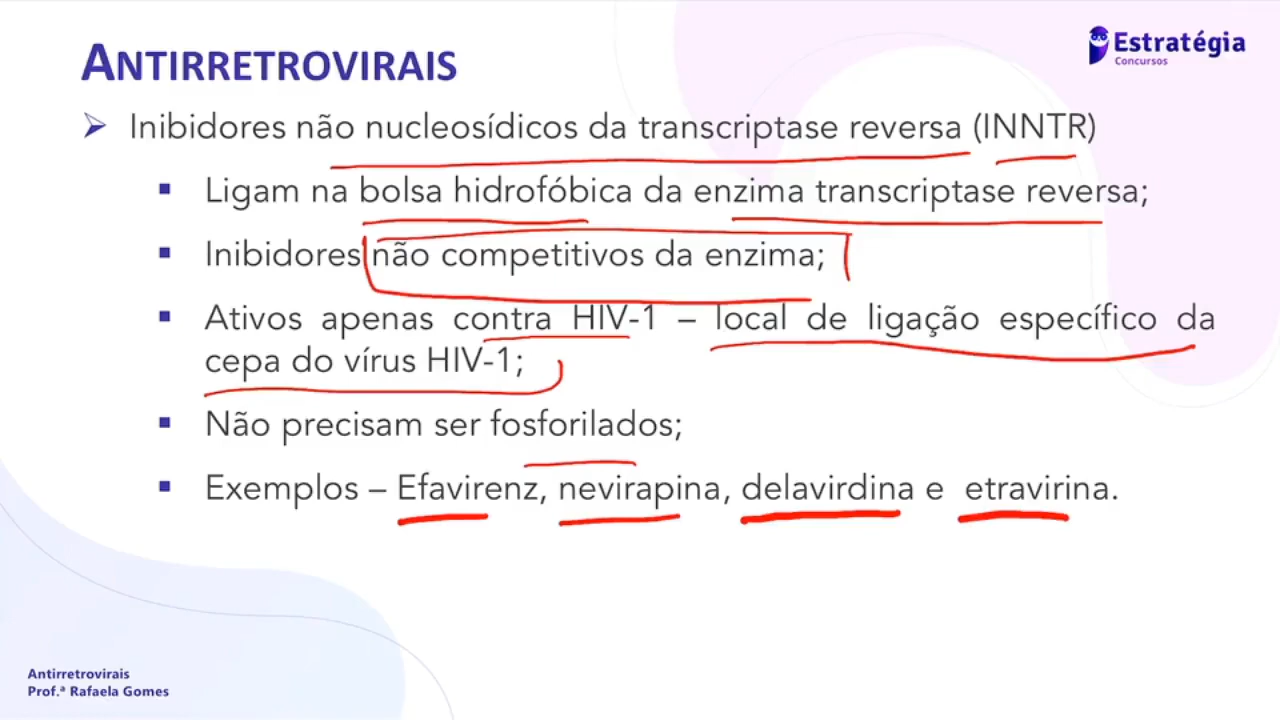 ANTIRRETROVIRAIS
Estratégia
Concursos
Inibidores não nucleosídicos da transcriptase reversa (INNTR)
Ligam na bolsa hidrofóbica da enzima transcriptase reversa;
Inibidores não competitivos da enzima;
Ativos apenas contra HIV-1 – local de ligação específico da
cepa do vírus HIV-1;
Não precisam ser fosforilados;
Exemplos – Efavirenz, nevirapina, delavirdina e etravirina.
Antirretrovirais
Prof.ª Rafaela Gomes